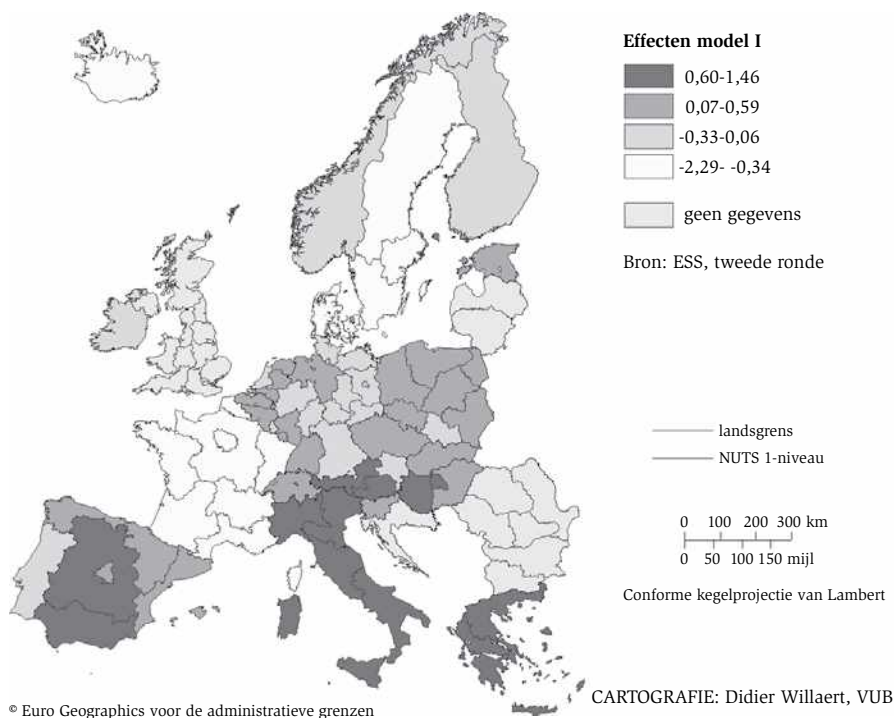 Effecten model I
0,60-1,46
0,07-0,59
-0,33-0,06
-2,29- -0,34
geen gegevens
Bron: ESS, tweede ronde
landsgrens
NUTS 1-niveau
0 100 200 300 km
0 50 100 150 mijl
Conforme kegelprojectie van Lambert
CARTOGRAFIE: Didier Willaert, VUB
© Euro Geographics voor de administratieve grenzen